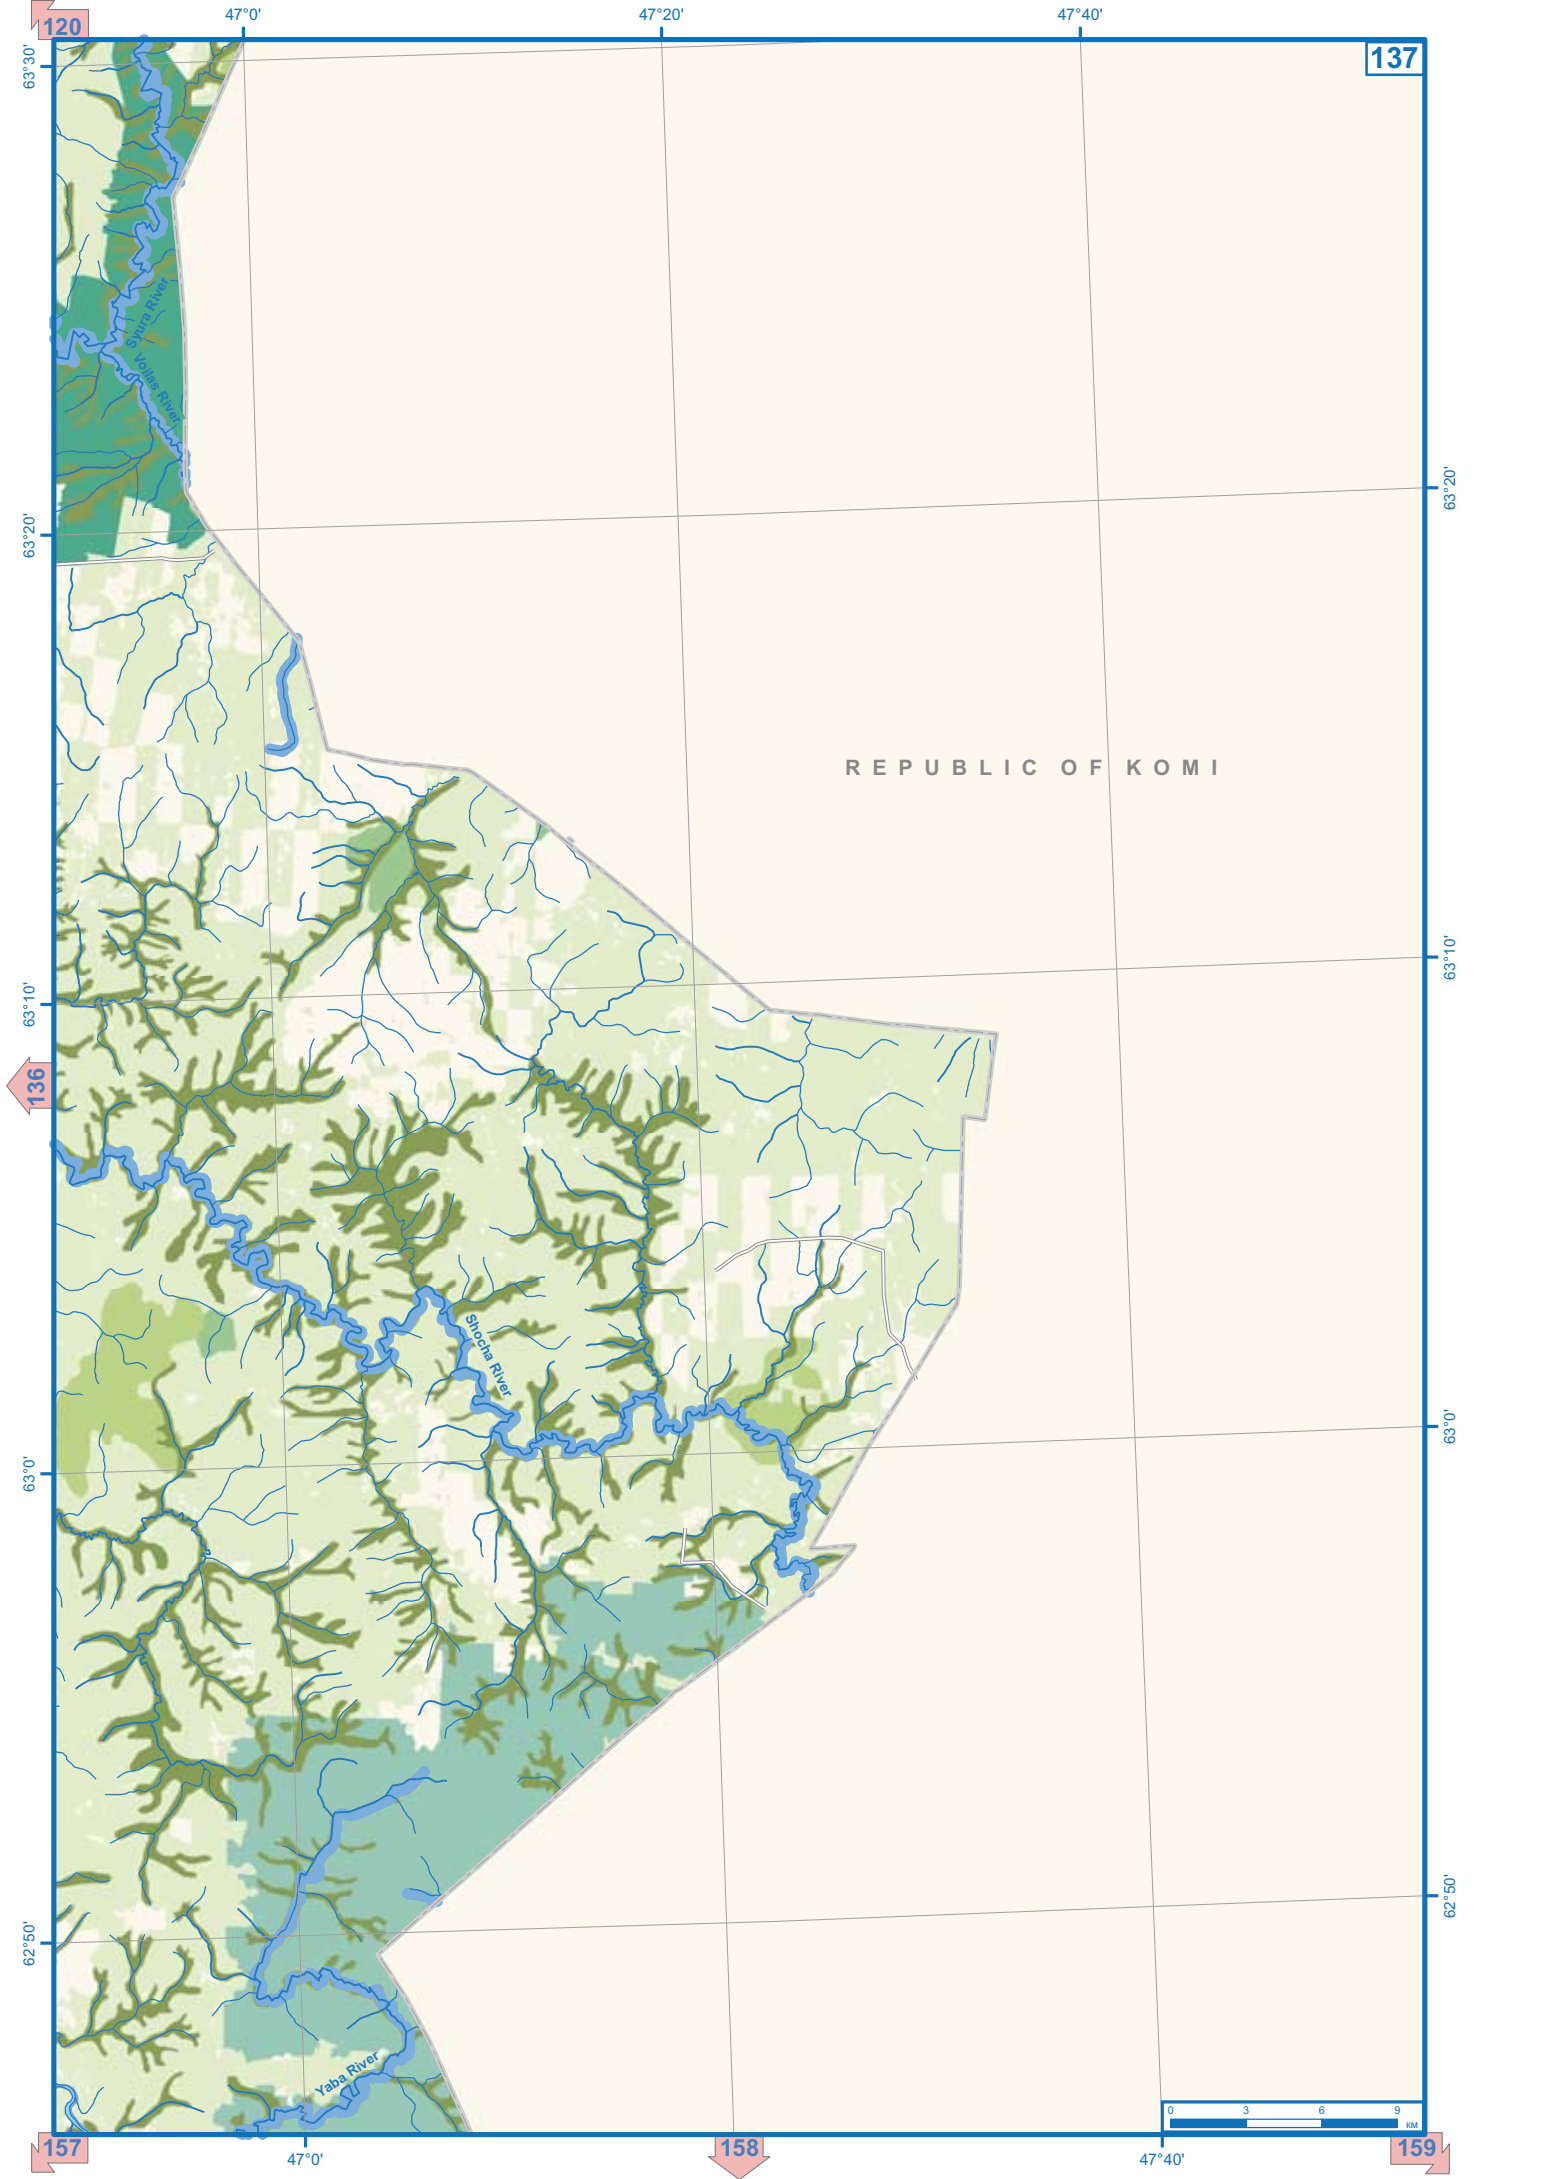 120
47°0'
47°20'
47°40'
137
63°30'
63°20'
63°20'
63°10'
63°10'
63°0'
63°0'
62°50'
62°50'
Syura River
Voilas River
REPUBLIC OF KOMI
136
Shocha River
Yaba River
0 3 6 9
км
157
47°0'
158
47°40'
159